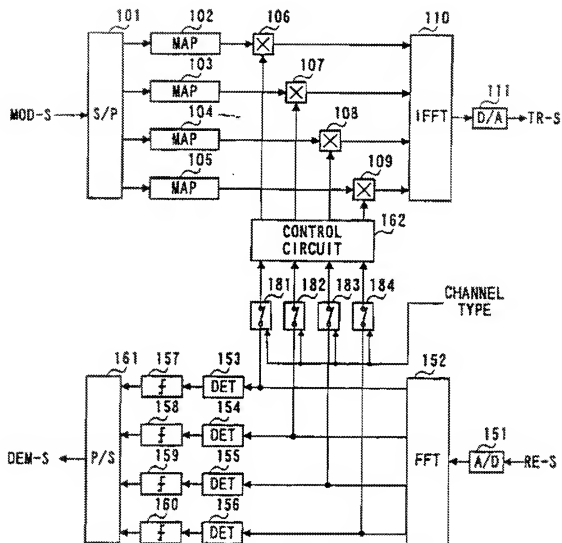 101 102 106 110
MAP
103 107
MAP 111
MOD-S S/P 104 108 IFFT D/A TR-S
MAP
105 109
MAP
162
CONTROL
CIRCUIT
181 182 183 184
CHANNEL
TYPE
161 157 153 152
DET
158 154
DET 151
DEM-S P/S 159 155 FFT A/D RE-S
DET
160 156
DET